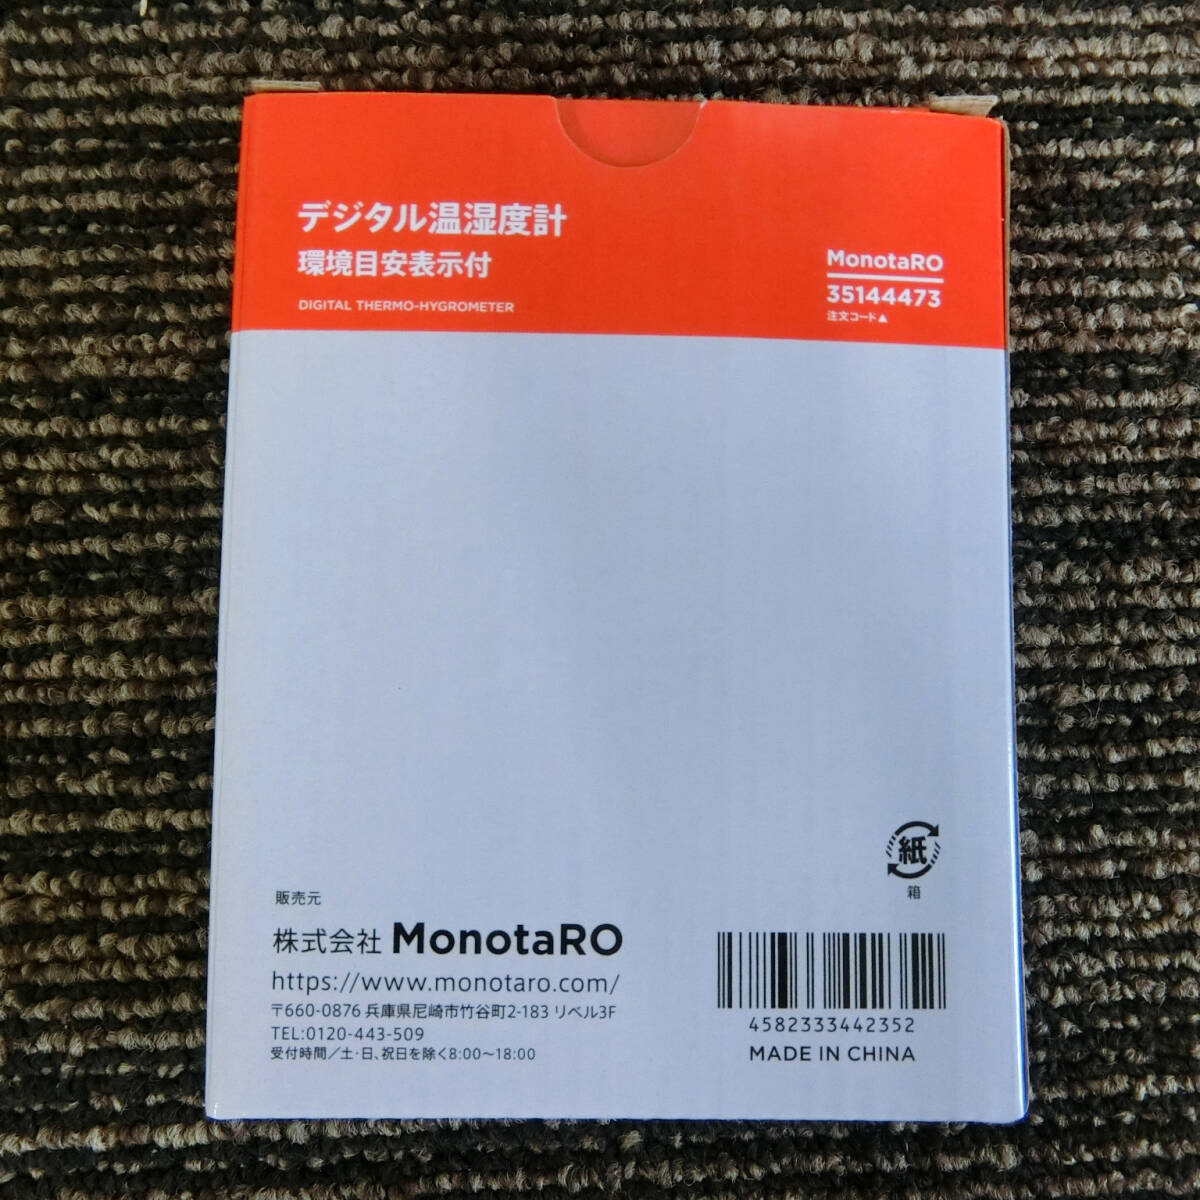 デジタル温湿度計
環境目安表示付
DIGITAL THERMO-HYGROMETER
MonotaRO
35144473
注文コード▲
紙
箱
販売元
株式会社 MonotaRO
https://www.monotaro.com/
〒660-0876 兵庫県尼崎市竹谷町2-183 リベル3F
TEL:0120-443-509
受付時間／土・日、祝日を除く8:00～18:00
4582333442352
MADE IN CHINA